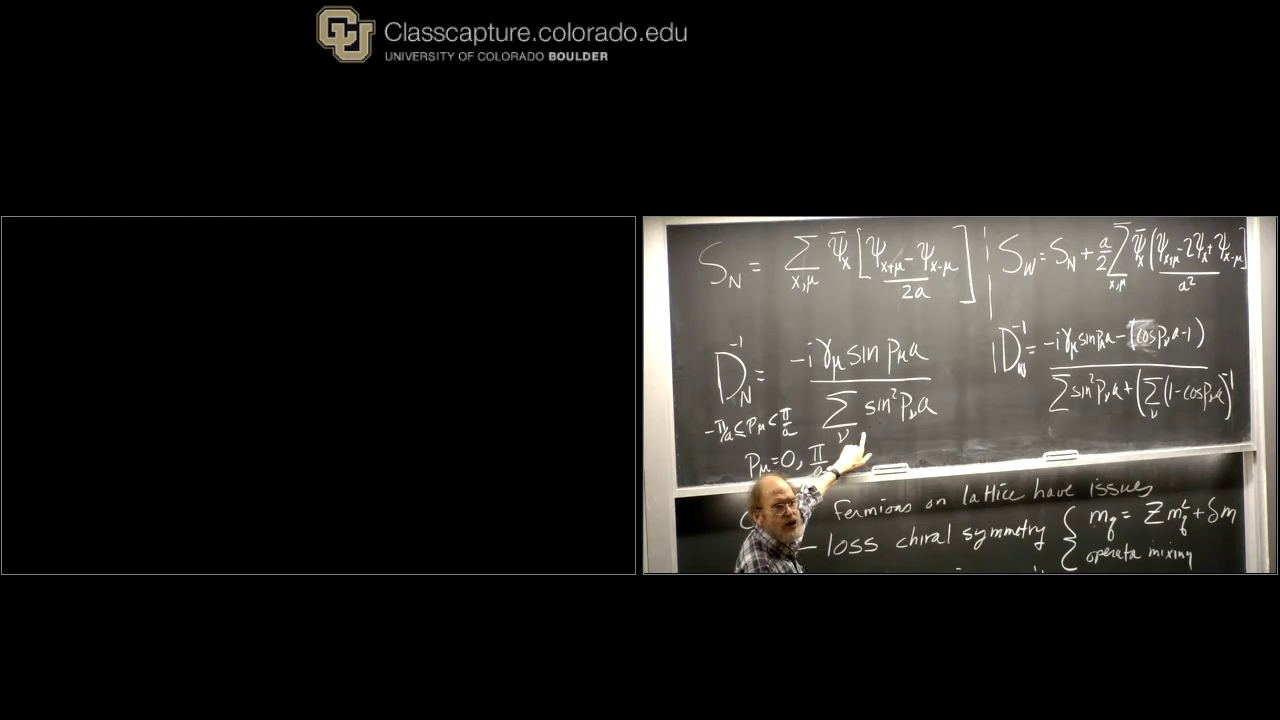 Classcapture.colorado.edu
UNIVERSITY OF COLORADO BOULDER
S_N = Σ_{x,μ} ψ̄_x [ (ψ_{x+μ} - ψ_{x-μ}) / 2a ]
S_W = S_N + a/2 Σ_{x,μ} ψ̄_x (ψ_{x+μ} - 2ψ_x + ψ_{x-μ}) / a²
D_N^{-1} = -iγ_μ sin p_μ a / Σ_ν sin² p_ν a
D_W^{-1} = -iγ_μ sin p_μ a - (cos p_ν a - 1) / Σ sin² p_ν a + (Σ_ν (1 - cos p_ν a)^{-1}
-π/a ≤ p_μ < π/a
p_μ = 0, π/a
fermions on lattice have issues
- loss chiral symmetry { m_q = Z m_q^L + δm
operator mixing